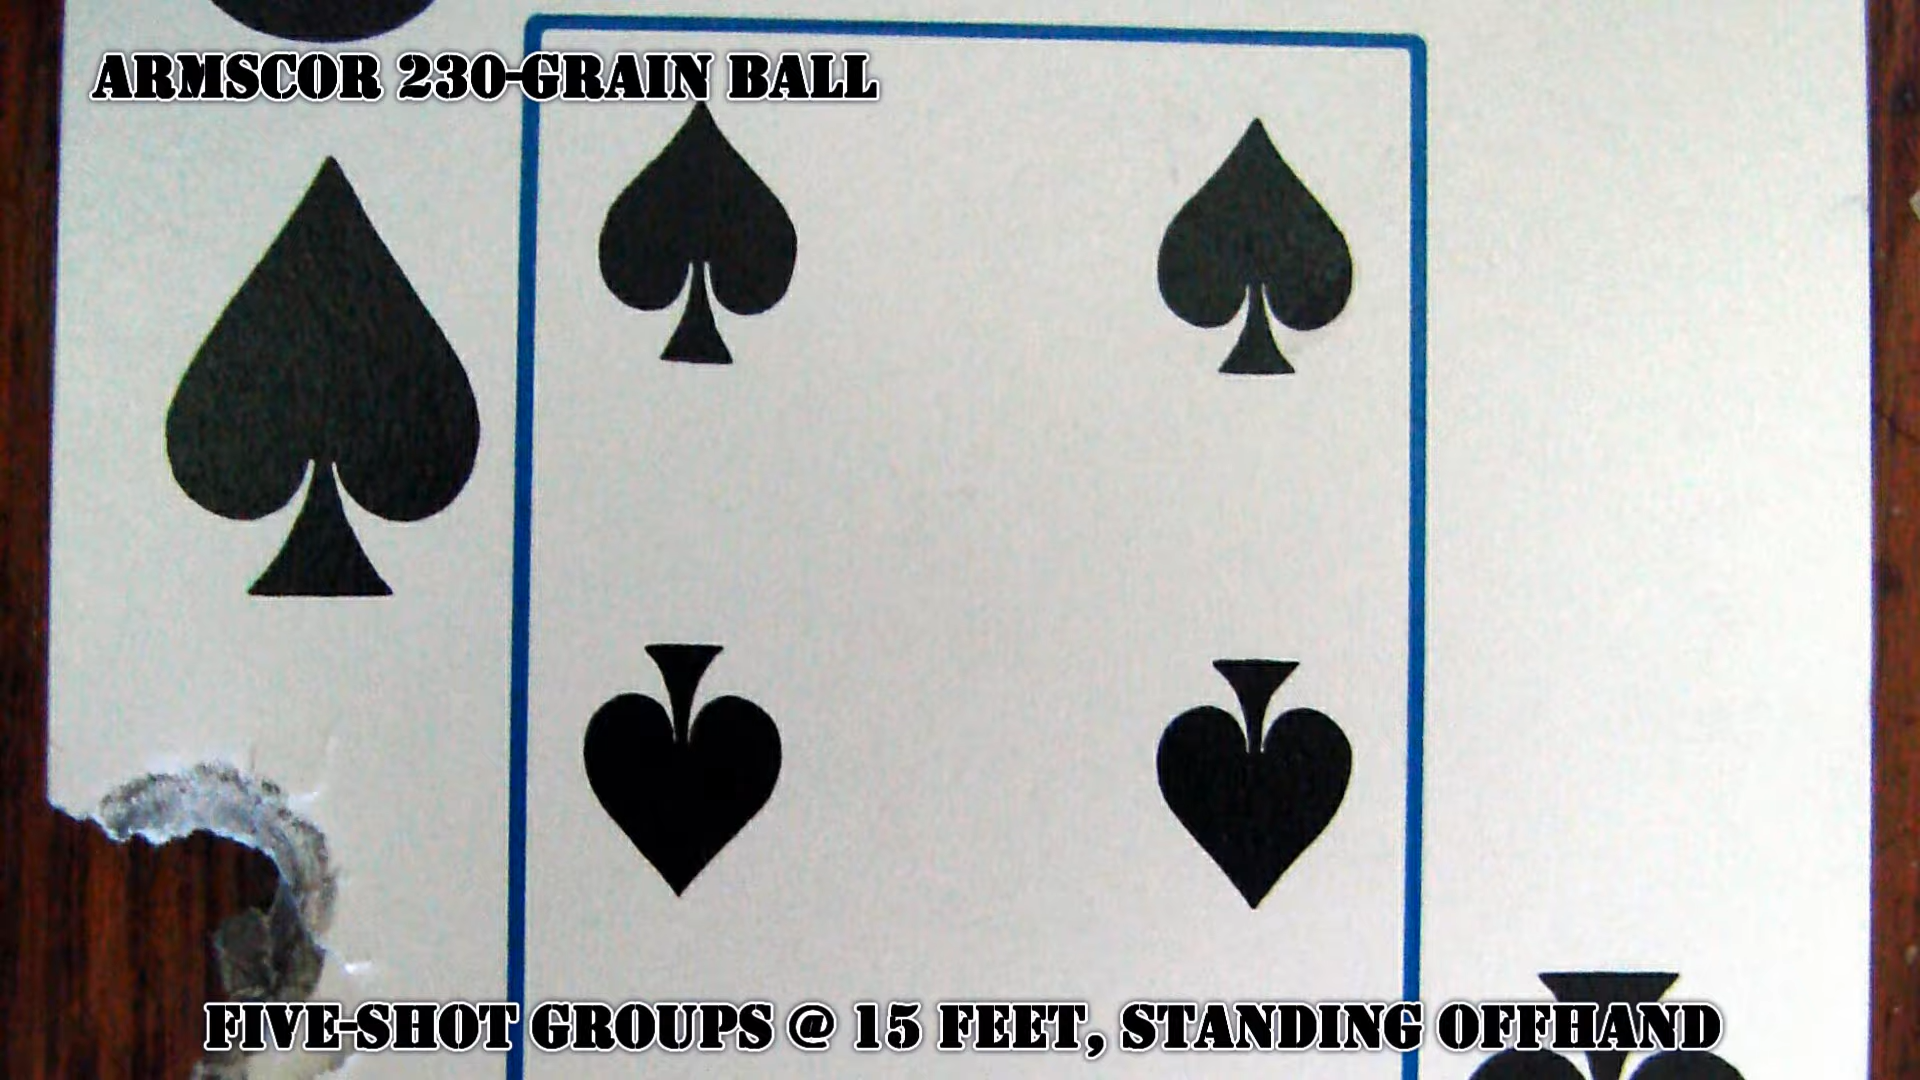 ARMSCOR 230-GRAIN BALL
FIVE-SHOT GROUPS @ 15 FEET, STANDING OFFHAND